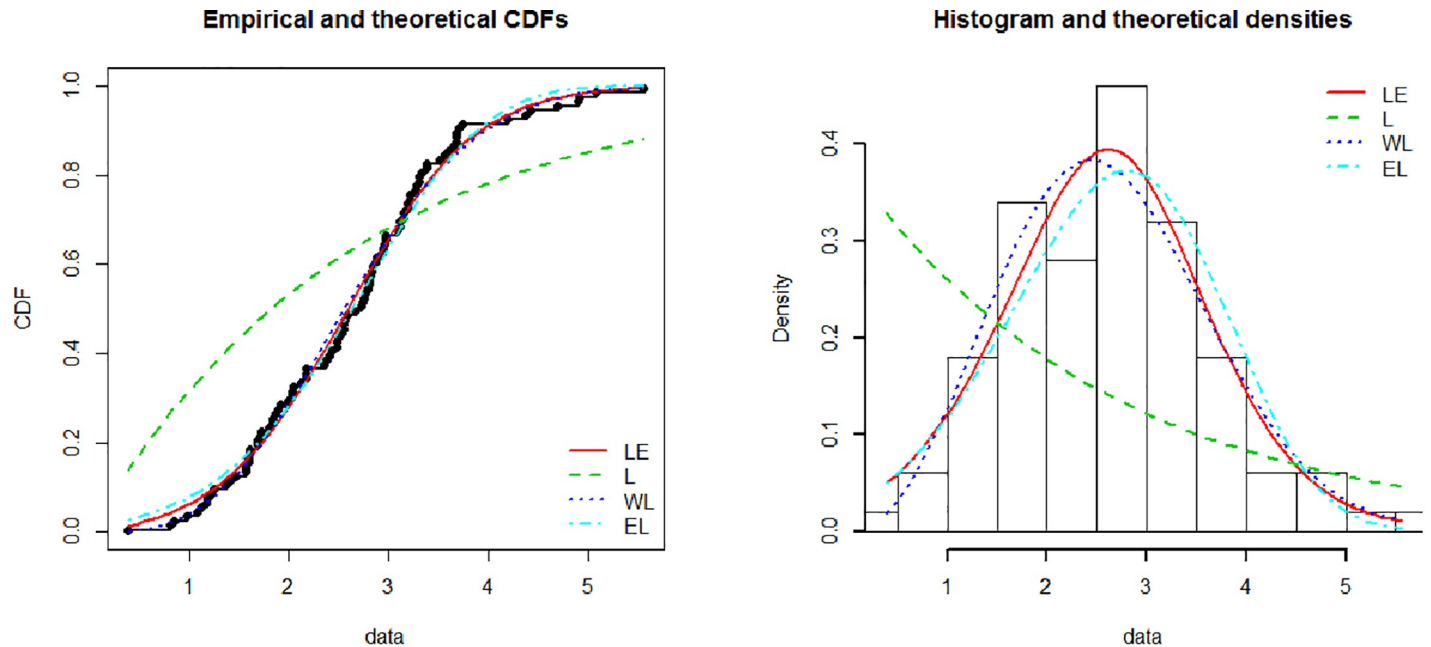 Empirical and theoretical CDFs
CDF
1.0
0.8
0.6
0.4
0.2
0.0
LE
L
WL
EL
1 2 3 4 5
data
Histogram and theoretical densities
Density
0.4
0.3
0.2
0.1
0.0
LE
L
WL
EL
1 2 3 4 5
data